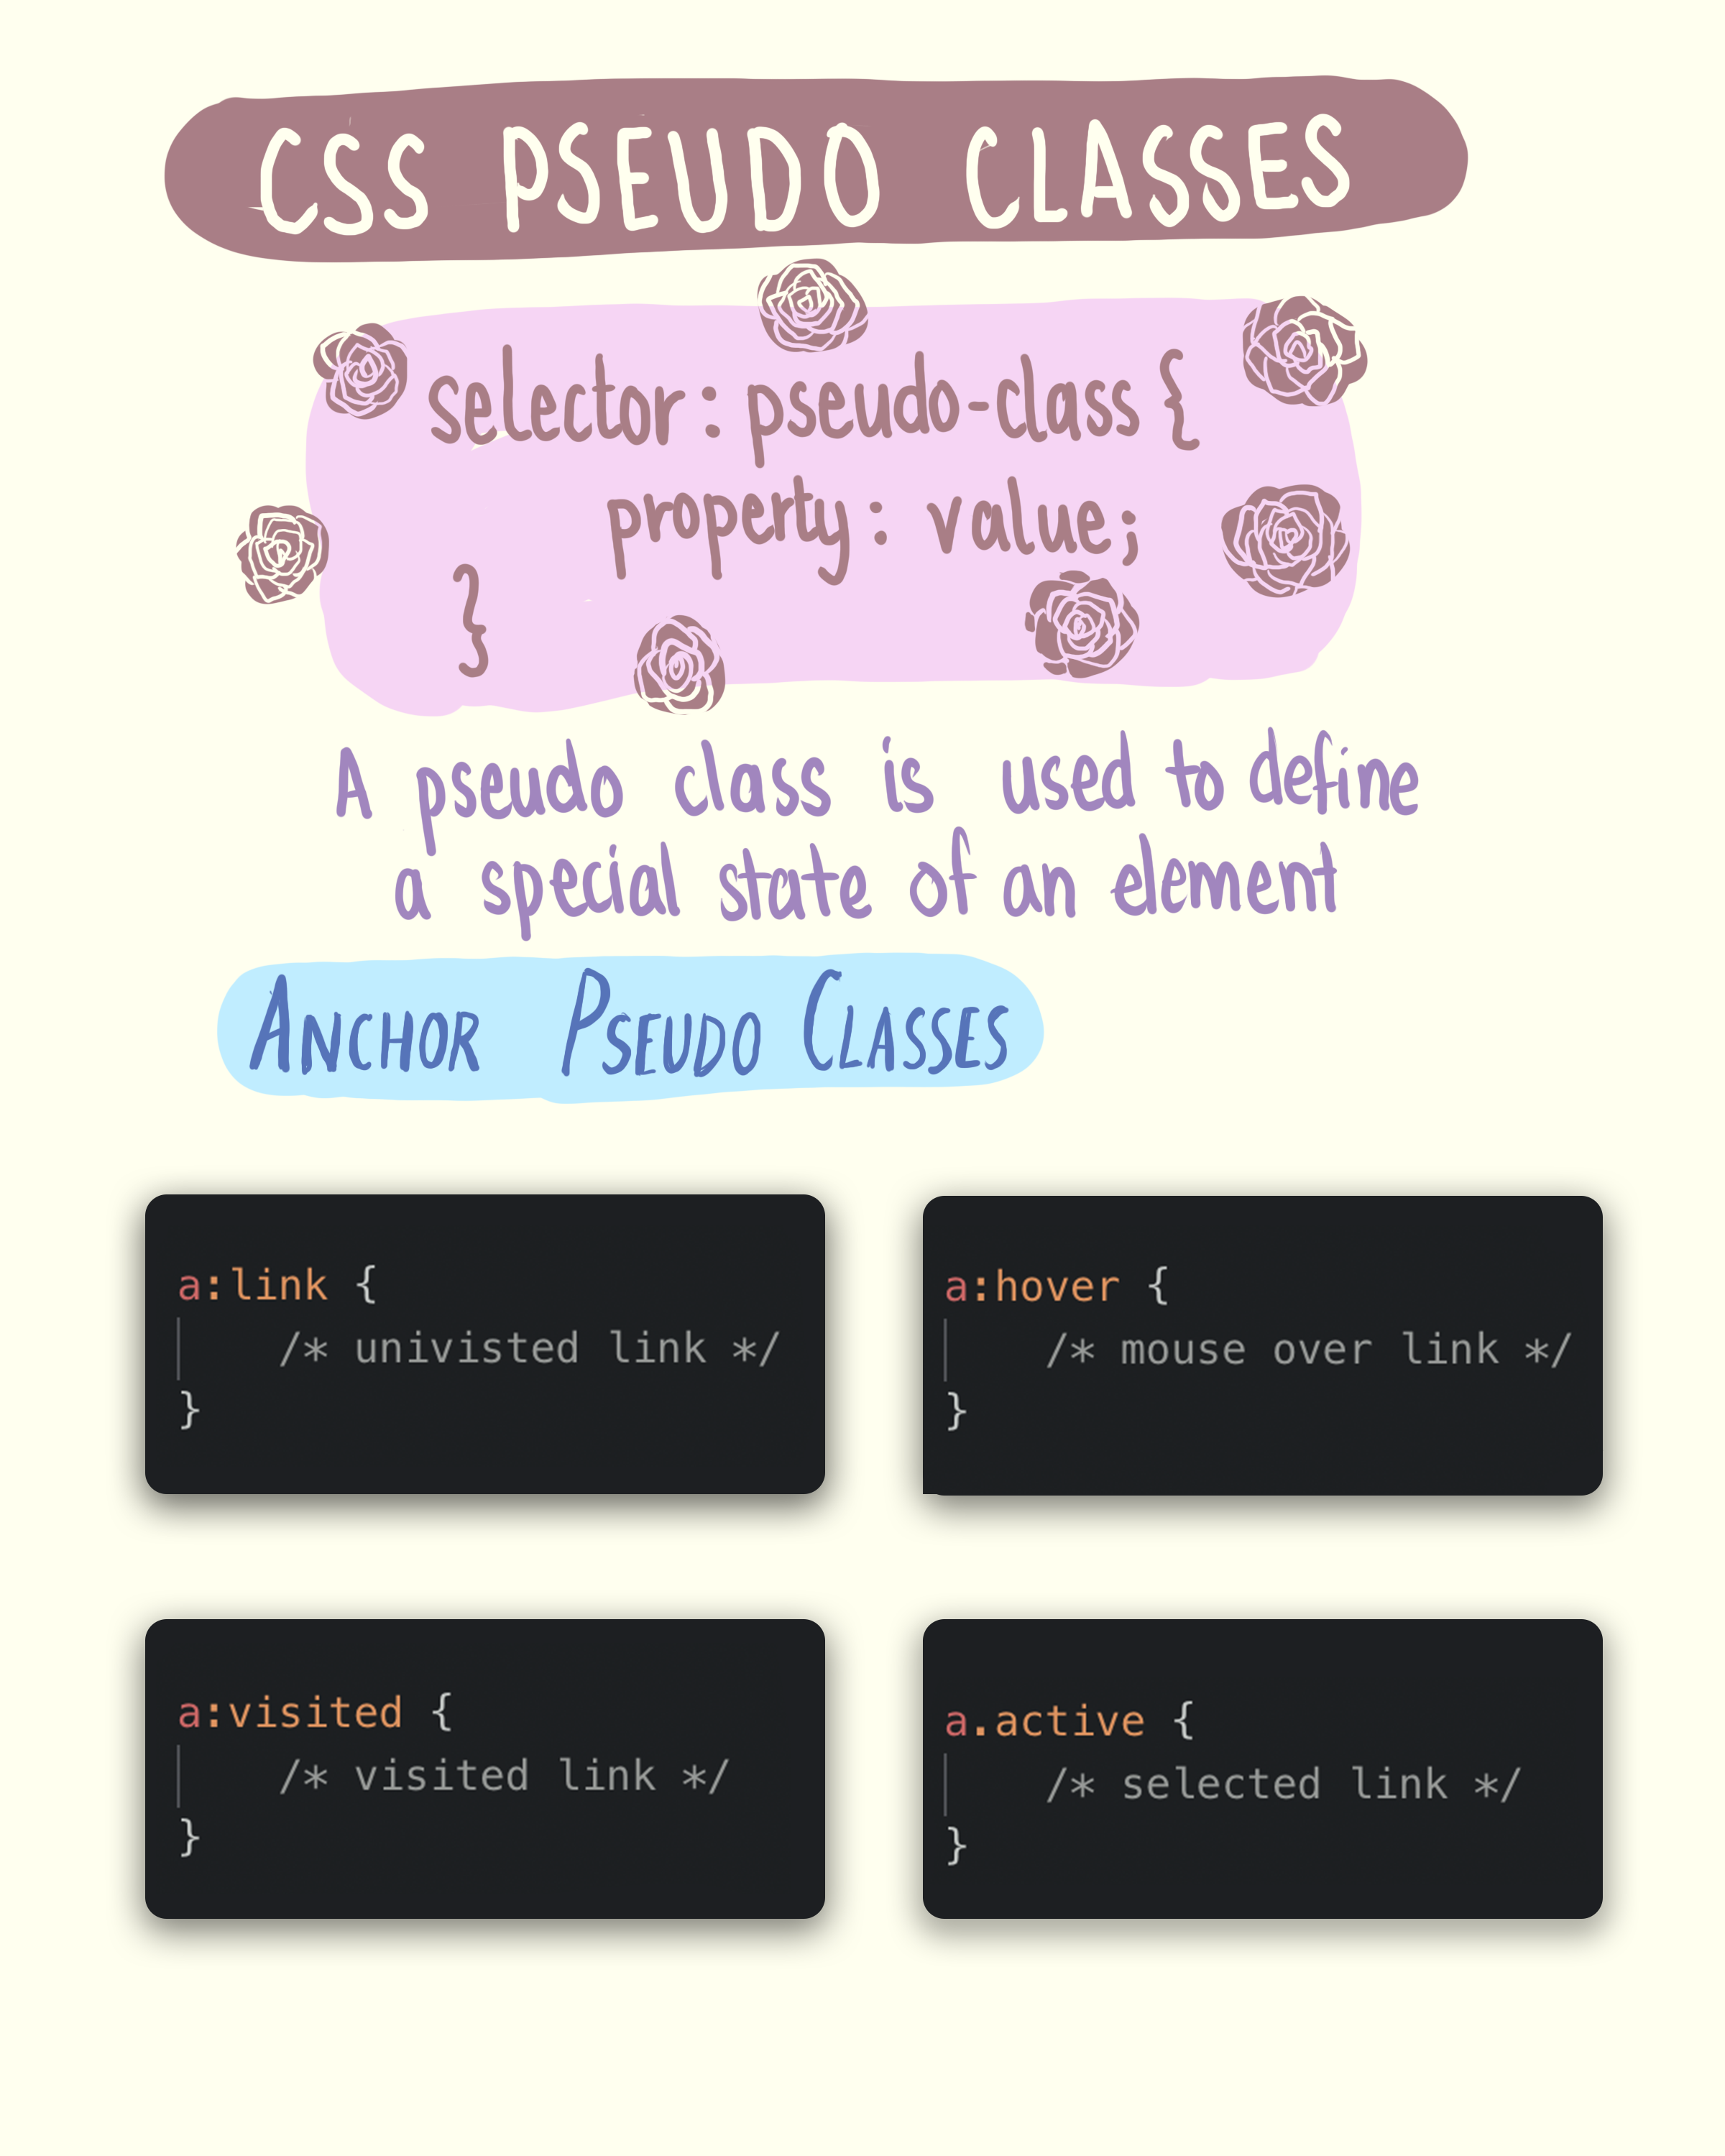 CSS PSEUDO CLASSES
selector: pseudo-class {
property: value;
}
A pseudo class is used to define
a special state of an element
ANCHOR PSEUDO CLASSES
a:link {
/* univisted link */
}
a:hover {
/* mouse over link */
}
a:visited {
/* visited link */
}
a.active {
/* selected link */
}